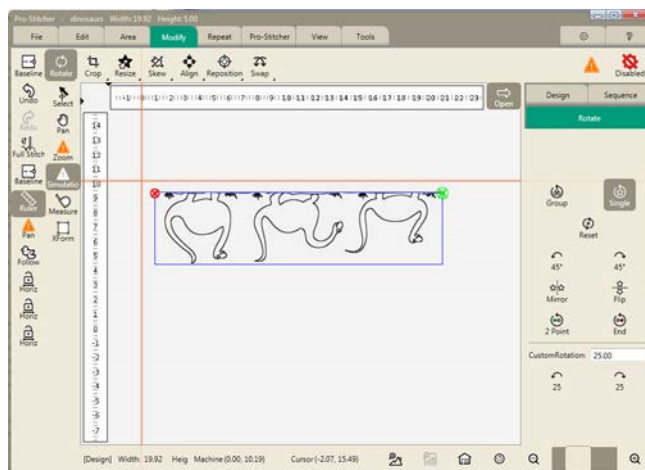 Pro-Stitcher - dinosaurs Width: 19.92 Height: 5.00
File Edit Area Modify Repeat Pro-Stitcher View Tools
Baseline Rotate Crop Resize Skew Align Reposition Swap Disabled
Undo Select Open Design Sequence
Redo Pan Rotate
Full Stitch Zoom
Baseline Simulatio
Ruler Measure Group Single
Pan XForm Reset
Follow 45° 45°
Horiz Mirror Flip
Horiz 2 Point End
Horiz
CustomRotation: 25.00
25 25
[Design] Width: 19.92 Heig Machine (0.00, 10.19) Cursor (-2.07, 15.49)